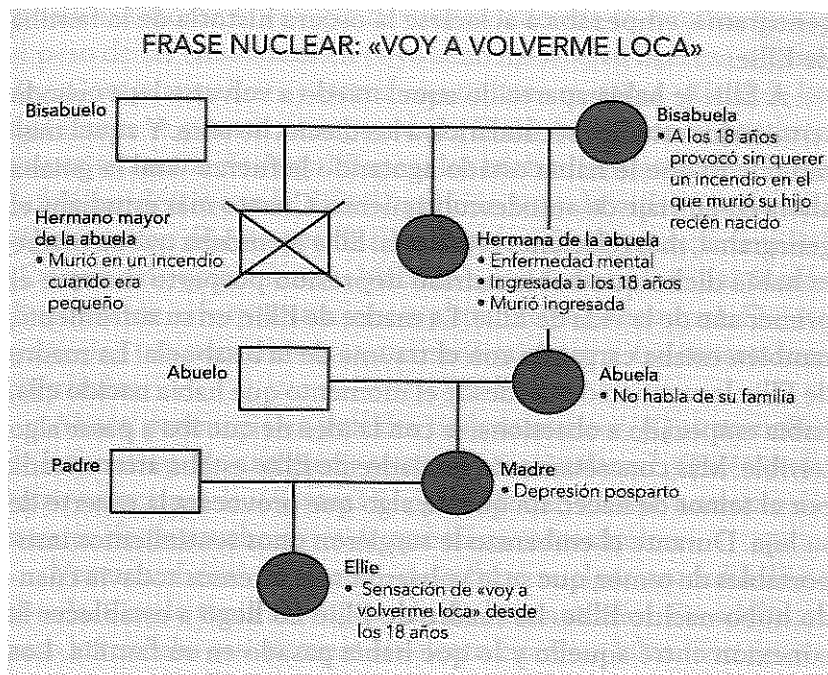 FRASE NUCLEAR: «VOY A VOLVERME LOCA»
Bisabuelo
Bisabuela
• A los 18 años
provocó sin querer
un incendio en el
que murió su hijo
recién nacido
Hermano mayor
de la abuela
• Murió en un incendio
cuando era
pequeño
Hermana de la abuela
• Enfermedad mental
• Ingresada a los 18 años
• Murió ingresada
Abuelo
Abuela
• No habla de su familia
Padre
Madre
• Depresión posparto
Ellie
• Sensación de «voy a
volverme loca» desde
los 18 años